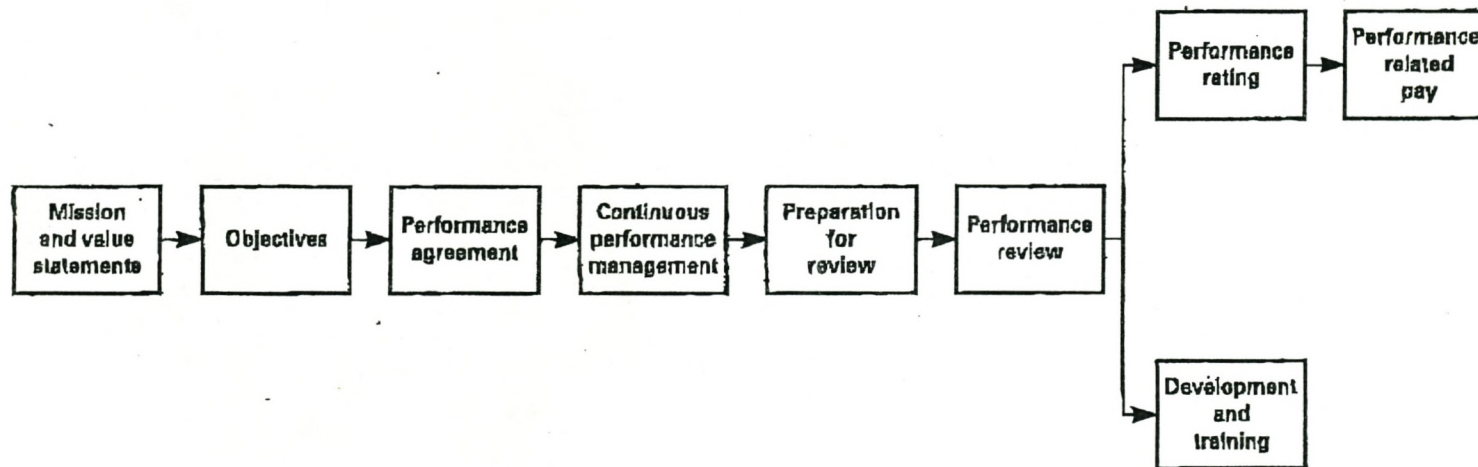 Performance
rating
Performance
related
pay
Mission
and value
statements
Objectives
Performance
agreement
Continuous
performance
management
Preparation
for
review
Performance
review
Development
and
training